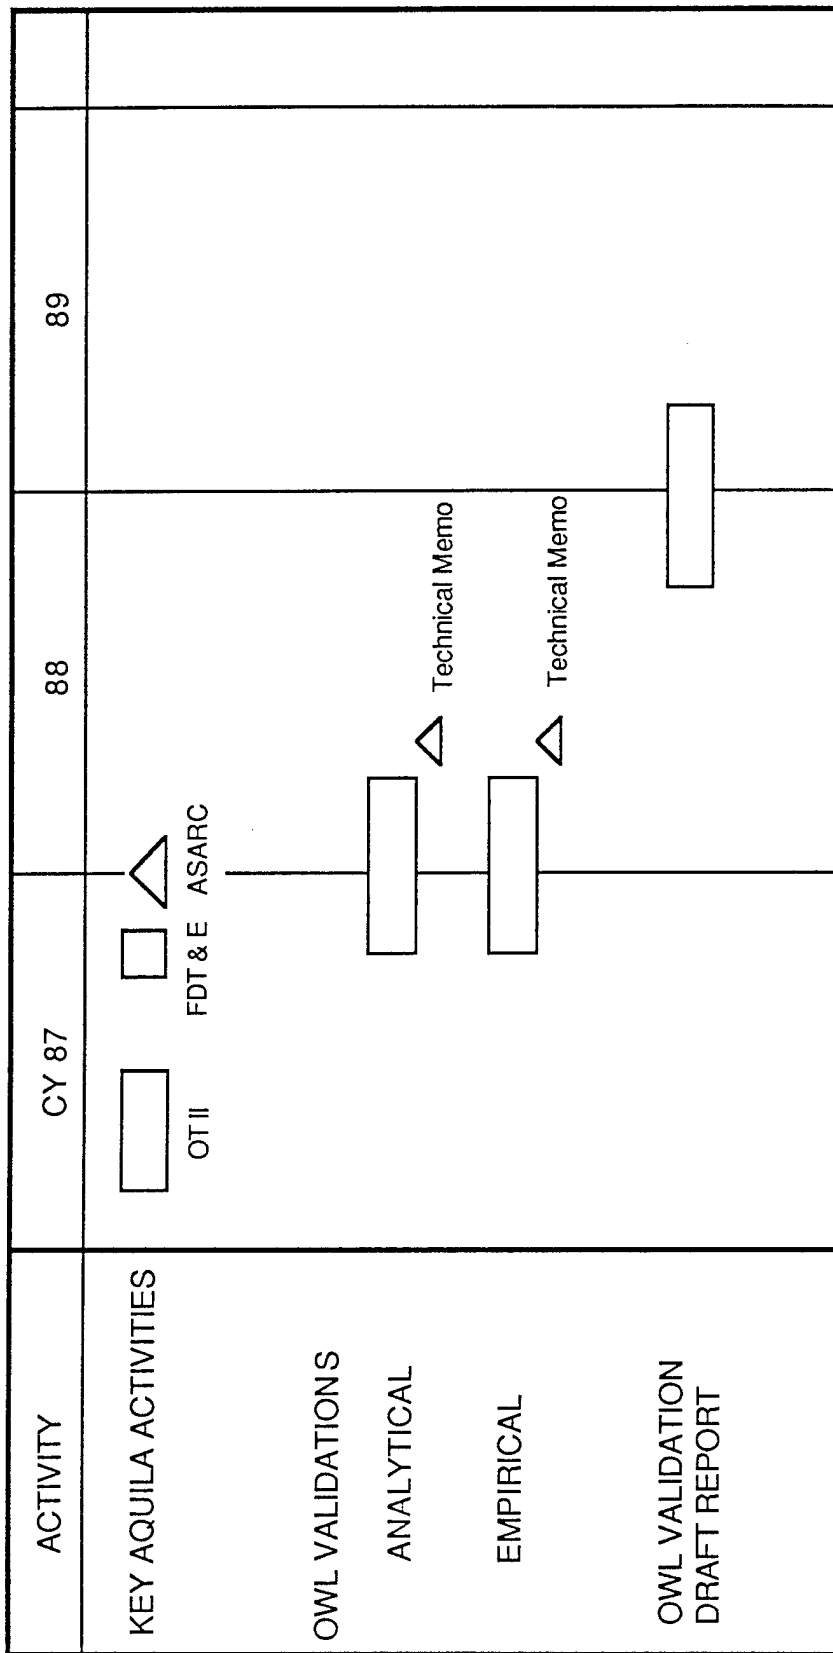 ACTIVITY
CY 87
88
89
KEY AQUILA ACTIVITIES
OT II
FDT & E
ASARC
OWL VALIDATIONS
ANALYTICAL
Technical Memo
EMPIRICAL
Technical Memo
OWL VALIDATION
DRAFT REPORT